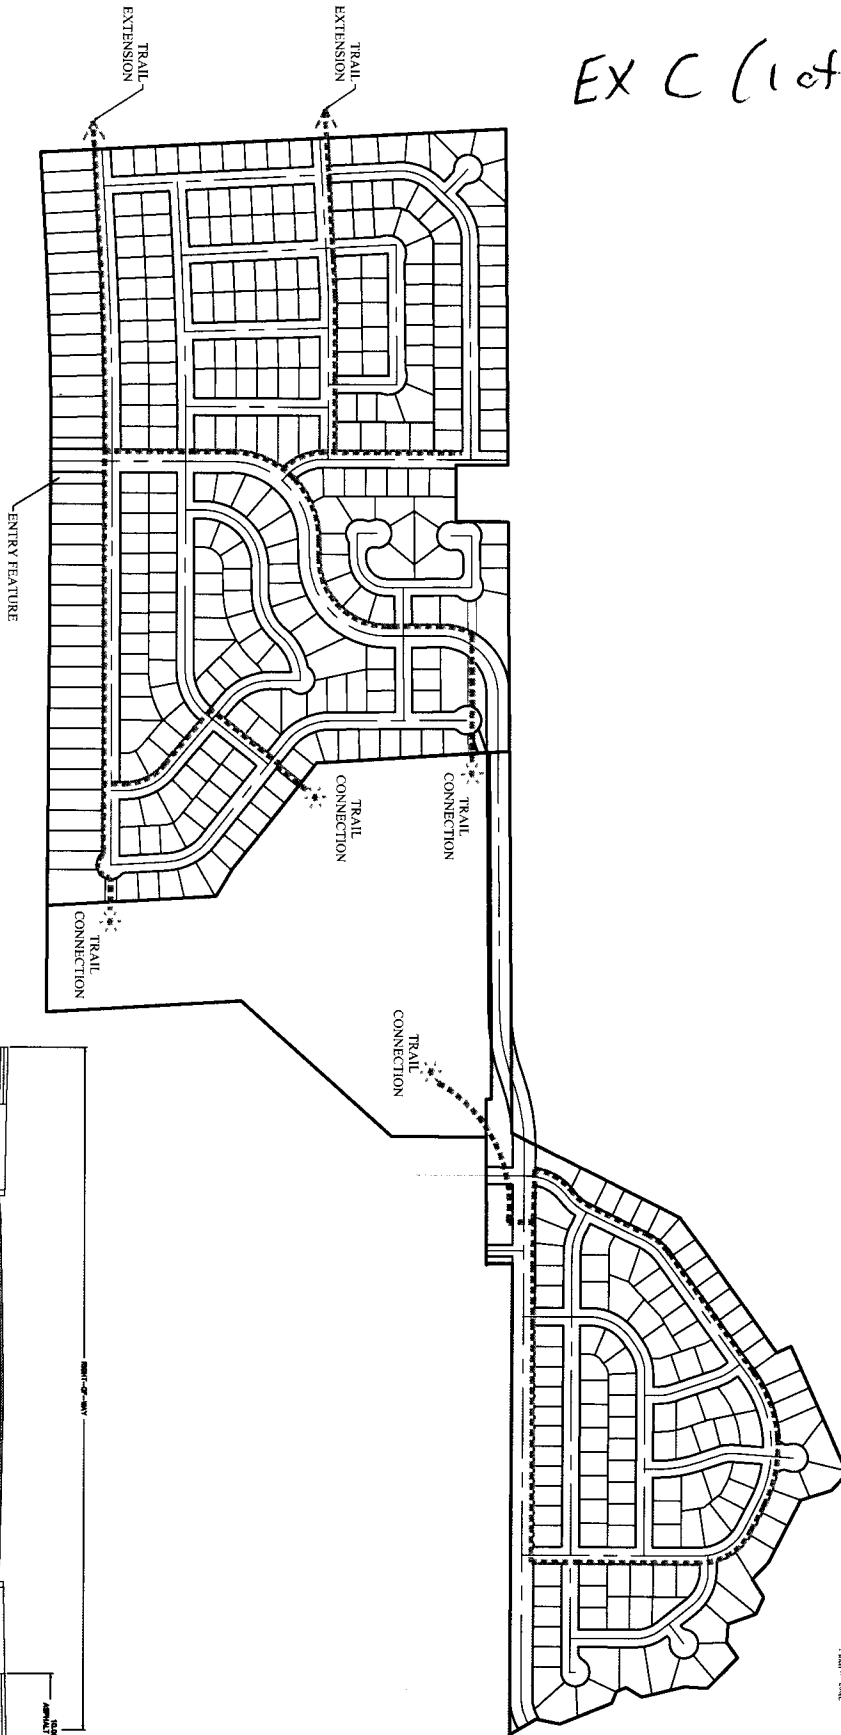 EX C (1 of
TRAIL
EXTENSION
TRAIL
EXTENSION
ENTRY FEATURE
TRAIL
CONNECTION
TRAIL
CONNECTION
TRAIL
CONNECTION
TRAIL
CONNECTION
RIGHT-OF-WAY
ASPHALT